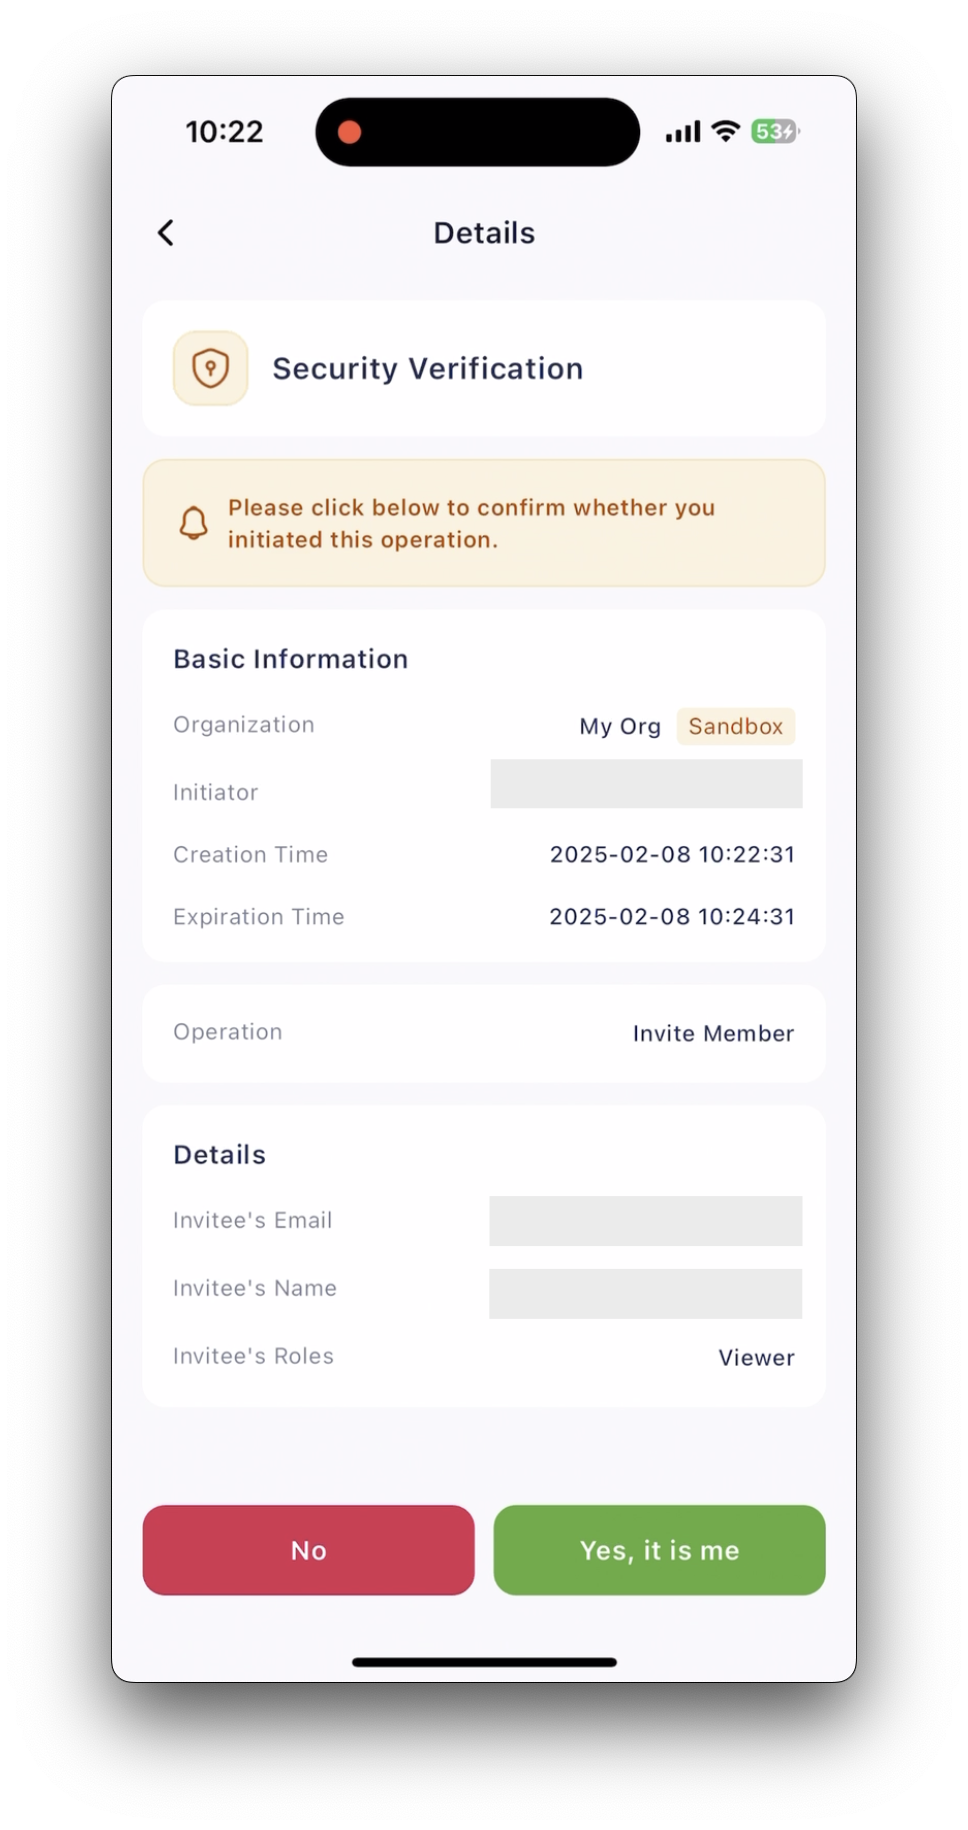 10:22
53
Details
Security Verification
Please click below to confirm whether you
initiated this operation.
Basic Information
Organization My Org Sandbox
Initiator
Creation Time 2025-02-08 10:22:31
Expiration Time 2025-02-08 10:24:31
Operation Invite Member
Details
Invitee's Email
Invitee's Name
Invitee's Roles Viewer
No Yes, it is me